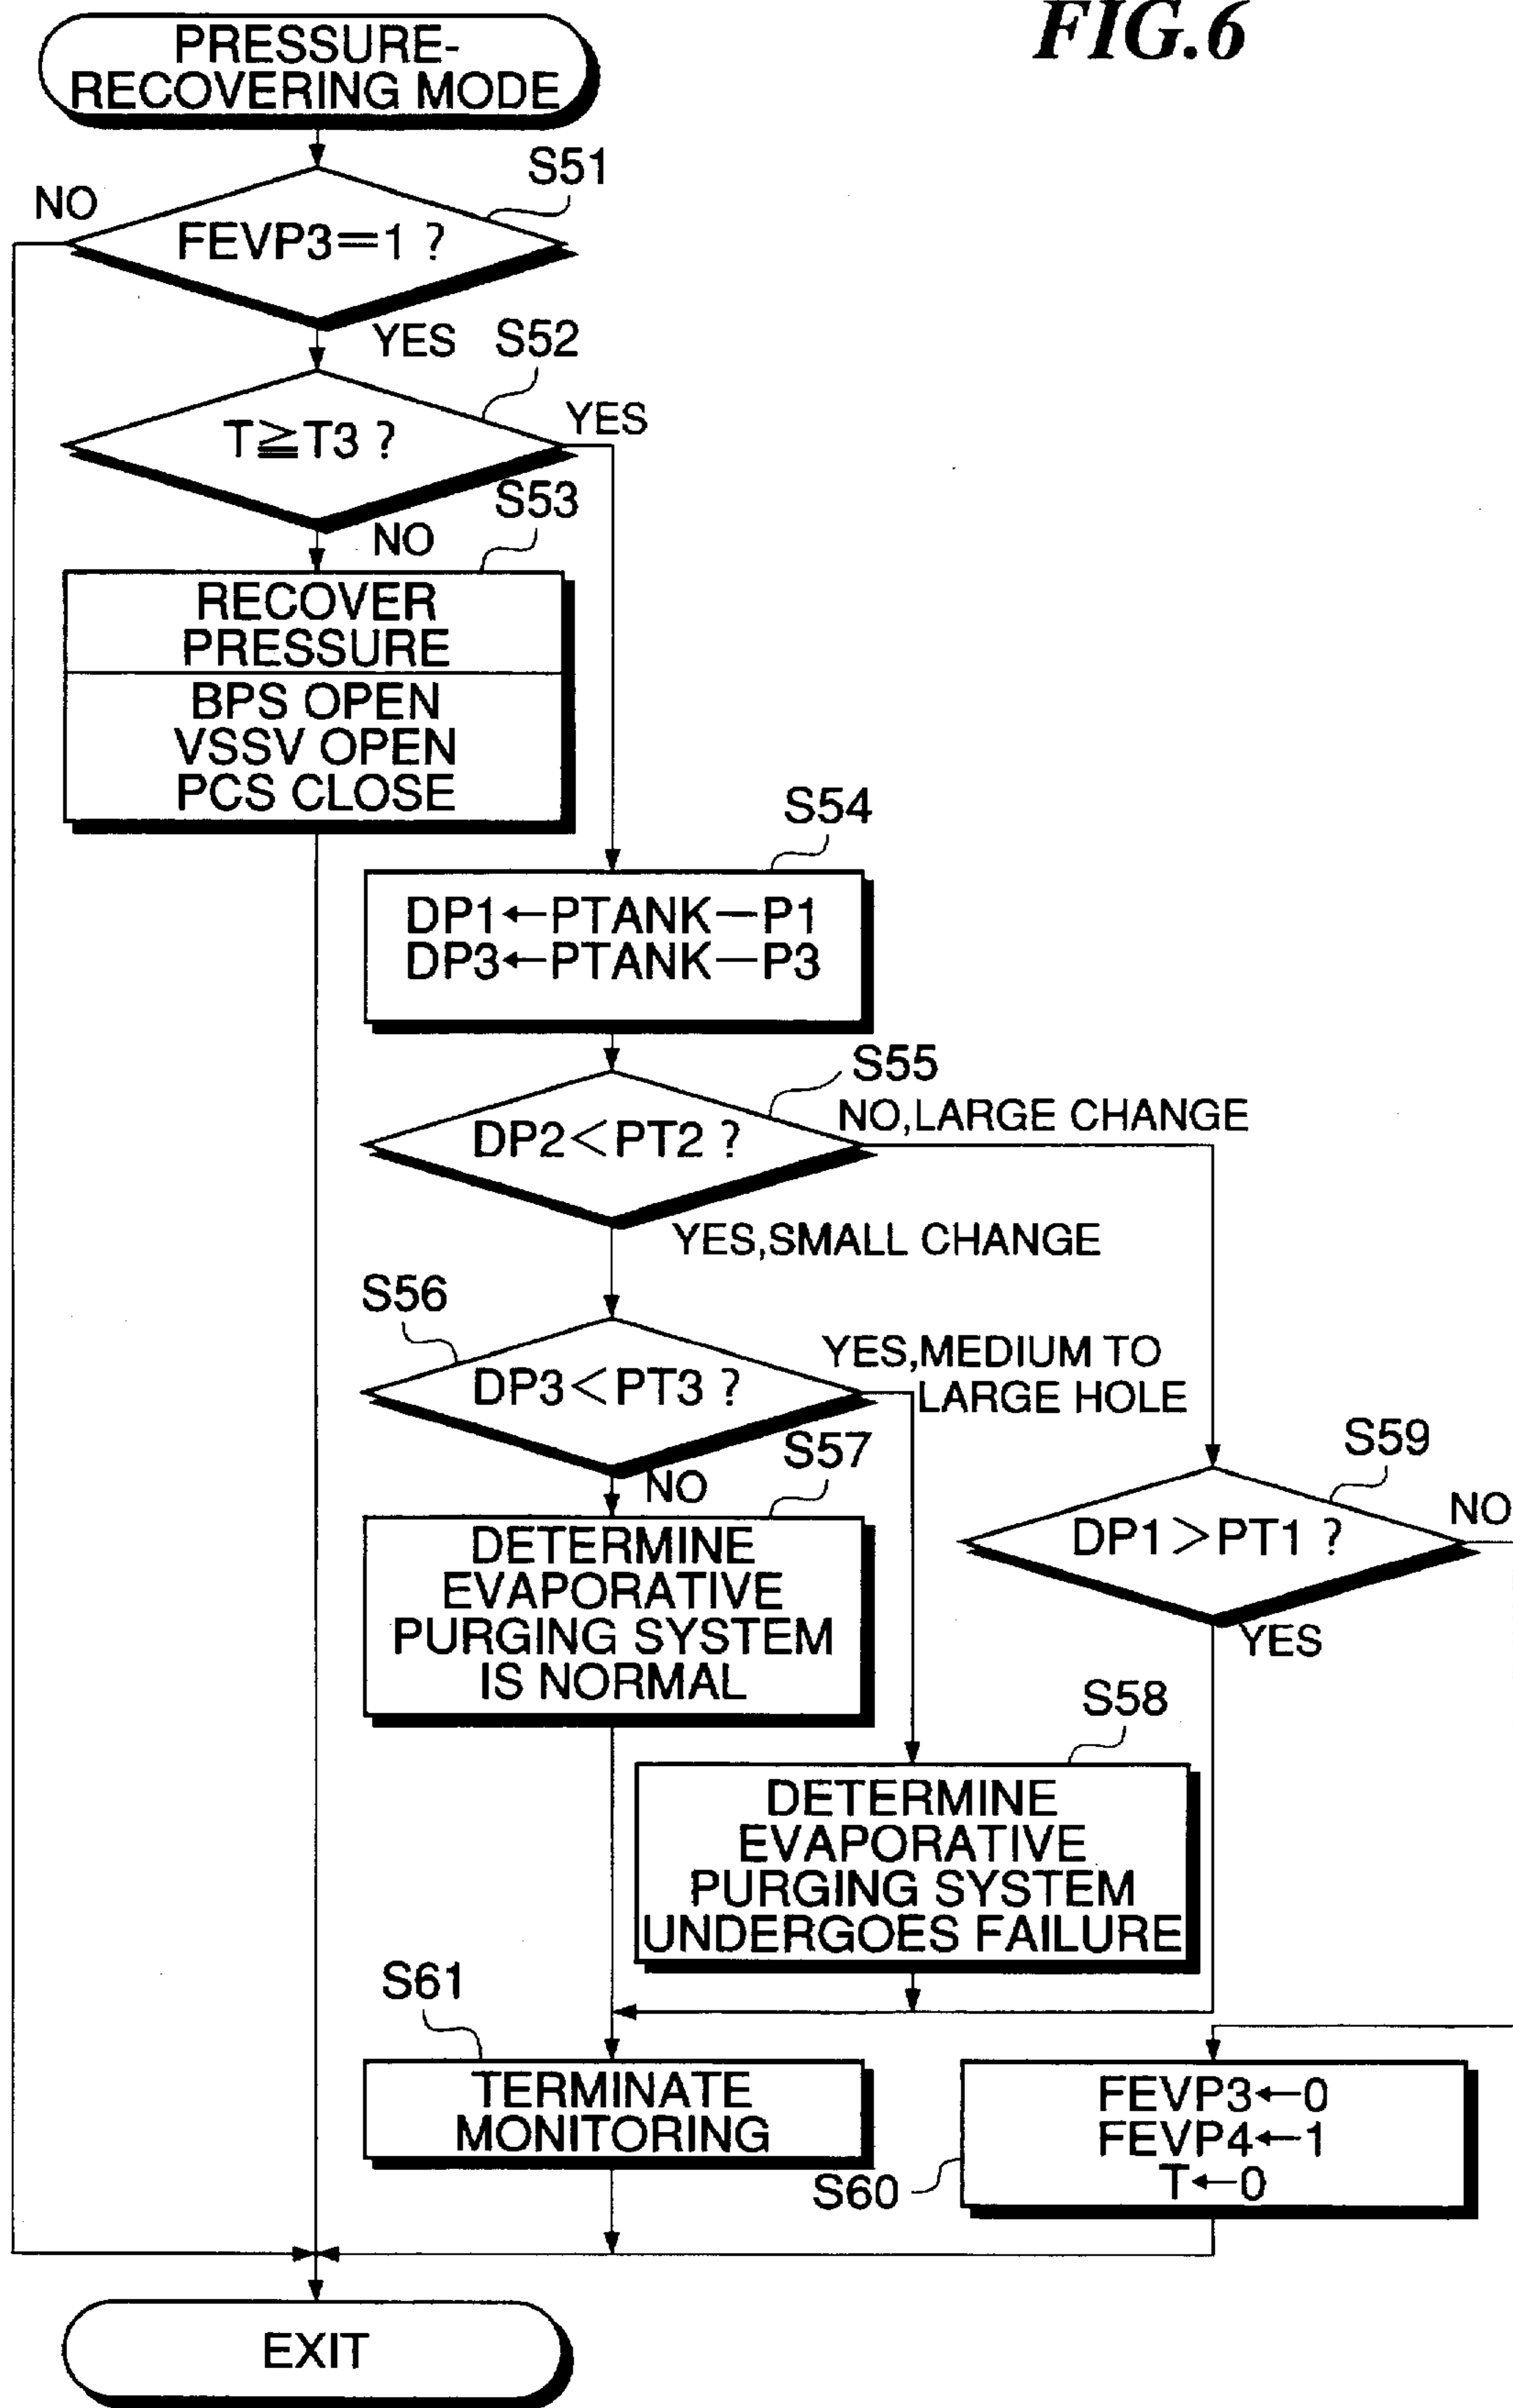 FIG.6
PRESSURE-
RECOVERING MODE
S51
NO
FEVP3=1 ?
YES
S52
T≧T3 ?
YES
S53
NO
RECOVER
PRESSURE
BPS OPEN
VSSV OPEN
PCS CLOSE
S54
DP1←PTANK—P1
DP3←PTANK—P3
S55
DP2<PT2 ?
NO,LARGE CHANGE
YES,SMALL CHANGE
S56
DP3<PT3 ?
YES,MEDIUM TO
LARGE HOLE
S57
NO
DETERMINE
EVAPORATIVE
PURGING SYSTEM
IS NORMAL
S59
DP1>PT1 ?
NO
YES
S58
DETERMINE
EVAPORATIVE
PURGING SYSTEM
UNDERGOES FAILURE
S61
TERMINATE
MONITORING
S60
FEVP3←0
FEVP4←1
T←0
EXIT